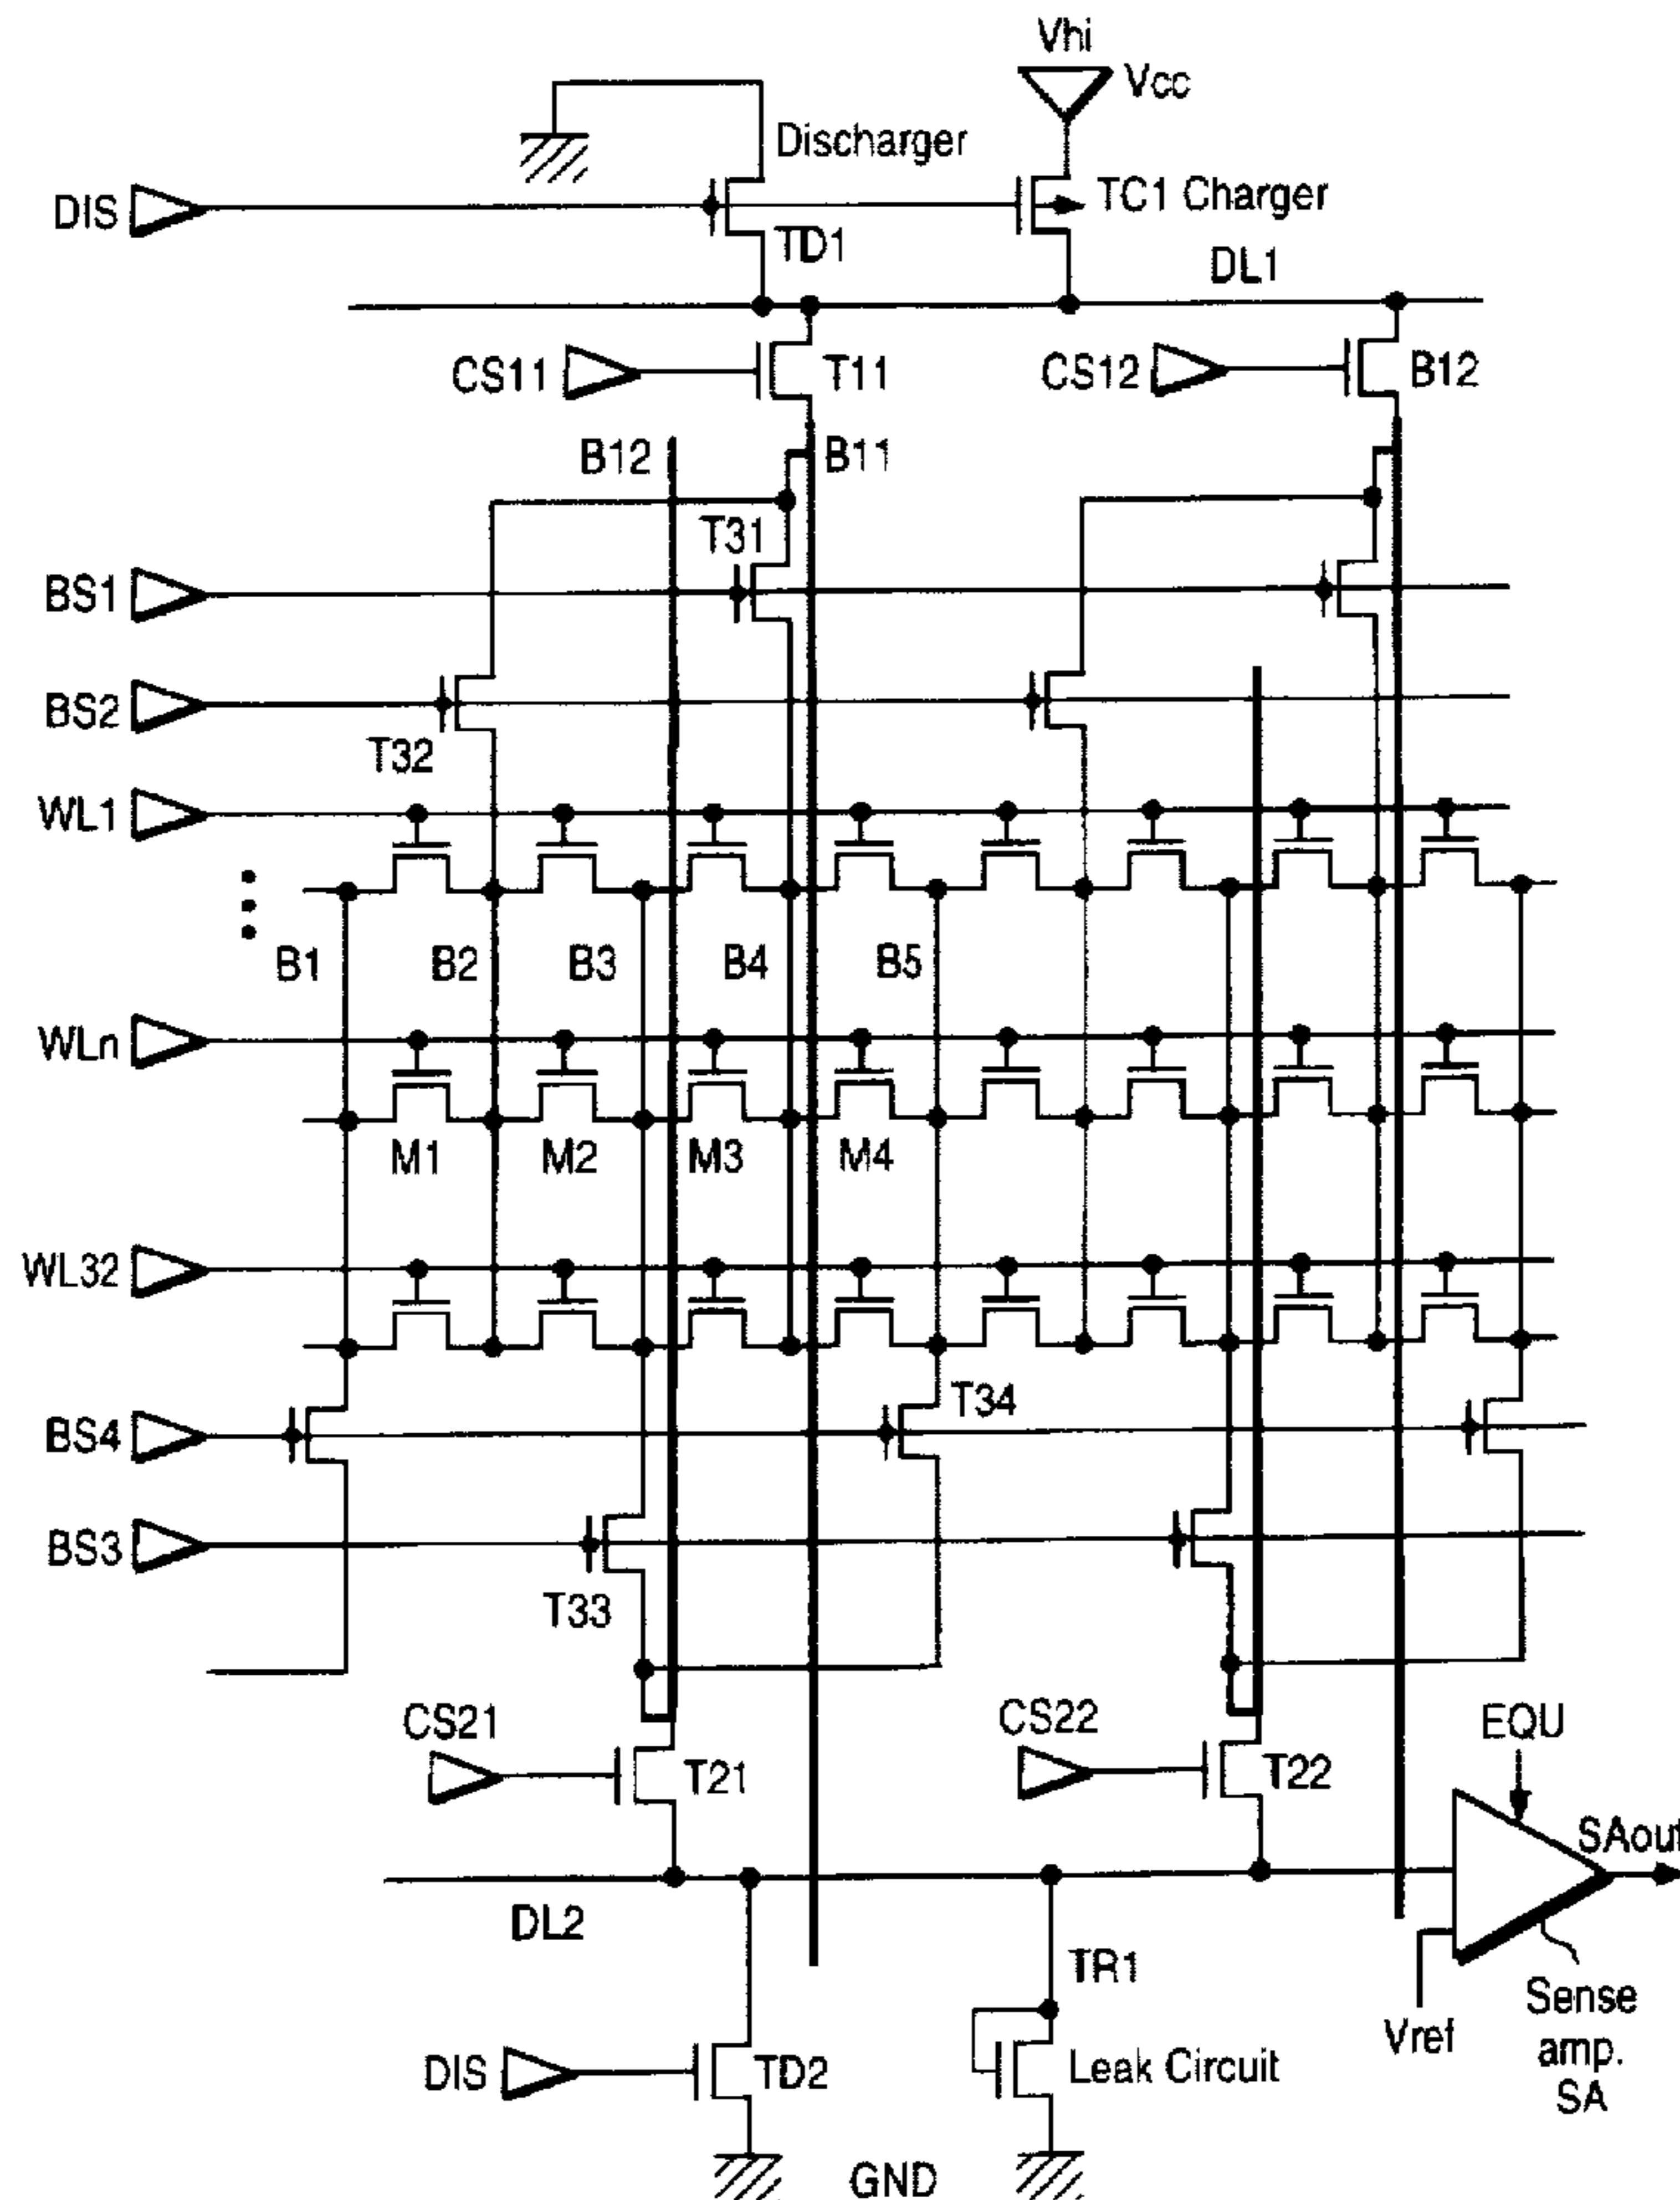 Vhi
Vcc
Discharger
DIS
TC1 Charger
TD1
DL1
CS11
T11
CS12
B12
B12
B11
T31
BS1
BS2
T32
WL1
B1
B2
B3
B4
B5
WLn
M1
M2
M3
M4
WL32
T34
BS4
BS3
T33
CS21
CS22
EQU
T21
T22
SAout
DL2
TR1
Sense
amp.
SA
Vref
DIS
TD2
Leak Circuit
GND